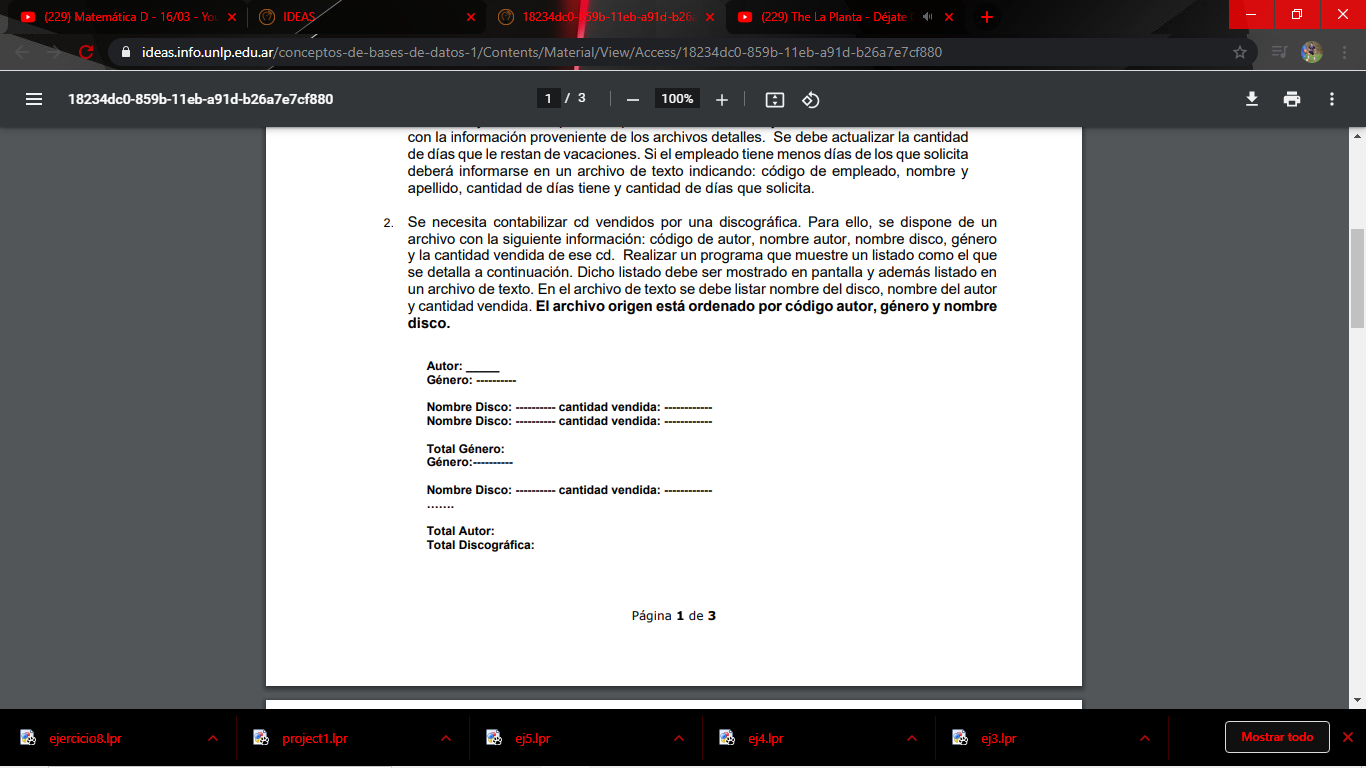 (229) Matemática D - 16/03 - You
IDEAS
18234dc0-859b-11eb-a91d-b26a
(229) The La Planta - Déjate
ideas.info.unlp.edu.ar/conceptos-de-bases-de-datos-1/Contents/Material/View/Access/18234dc0-859b-11eb-a91d-b26a7e7cf880
18234dc0-859b-11eb-a91d-b26a7e7cf880
1 / 3
100%
con la información proveniente de los archivos detalles. Se debe actualizar la cantidad
de días que le restan de vacaciones. Si el empleado tiene menos días de los que solicita
deberá informarse en un archivo de texto indicando: código de empleado, nombre y
apellido, cantidad de días tiene y cantidad de días que solicita.
2. Se necesita contabilizar cd vendidos por una discográfica. Para ello, se dispone de un
archivo con la siguiente información: código de autor, nombre autor, nombre disco, género
y la cantidad vendida de ese cd. Realizar un programa que muestre un listado como el que
se detalla a continuación. Dicho listado debe ser mostrado en pantalla y además listado en
un archivo de texto. En el archivo de texto se debe listar nombre del disco, nombre del autor
y cantidad vendida. El archivo origen está ordenado por código autor, género y nombre
disco.
Autor: _____
Género: ----------
Nombre Disco: ---------- cantidad vendida: ------------
Nombre Disco: ---------- cantidad vendida: ------------
Total Género:
Género:----------
Nombre Disco: ---------- cantidad vendida: ------------
.......
Total Autor:
Total Discográfica:
Página 1 de 3
ejercicio8.lpr
project1.lpr
ej5.lpr
ej4.lpr
ej3.lpr
Mostrar todo